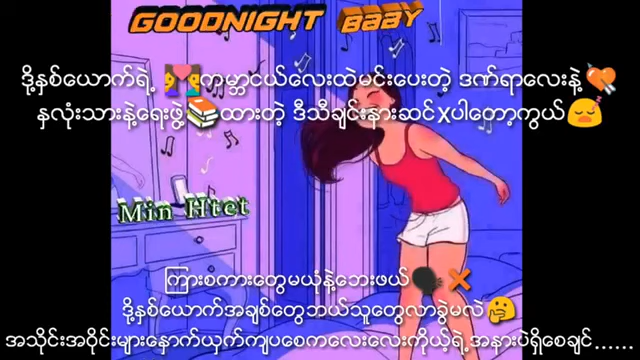 GOODNIGHT BABY
ဒို့နှစ်ယောက်ရဲ့ 👩‍❤️‍👨ကမ္ဘာငယ်လေးထဲမင်းပေးတဲ့ ဒဏ်ရာလေးနဲ့💘
နှလုံးသားနဲ့ရေးဖွဲ့📚ထားတဲ့ ဒီသီချင်းနားဆင်xပါတော့ကွယ်😴
Min Htet
ကြားစကားတွေမယုံနဲ့ဘေးဖယ်🗣️❌
ဒို့နှစ်ယောက်အချစ်တွေဘယ်သူတွေလာခွဲမလဲ🤔
အသိုင်းအဝိုင်းများနှောက်ယှက်ကျပစေကလေးလေးကိုယ့်ရဲ့အနားပဲရှိစေချင်......